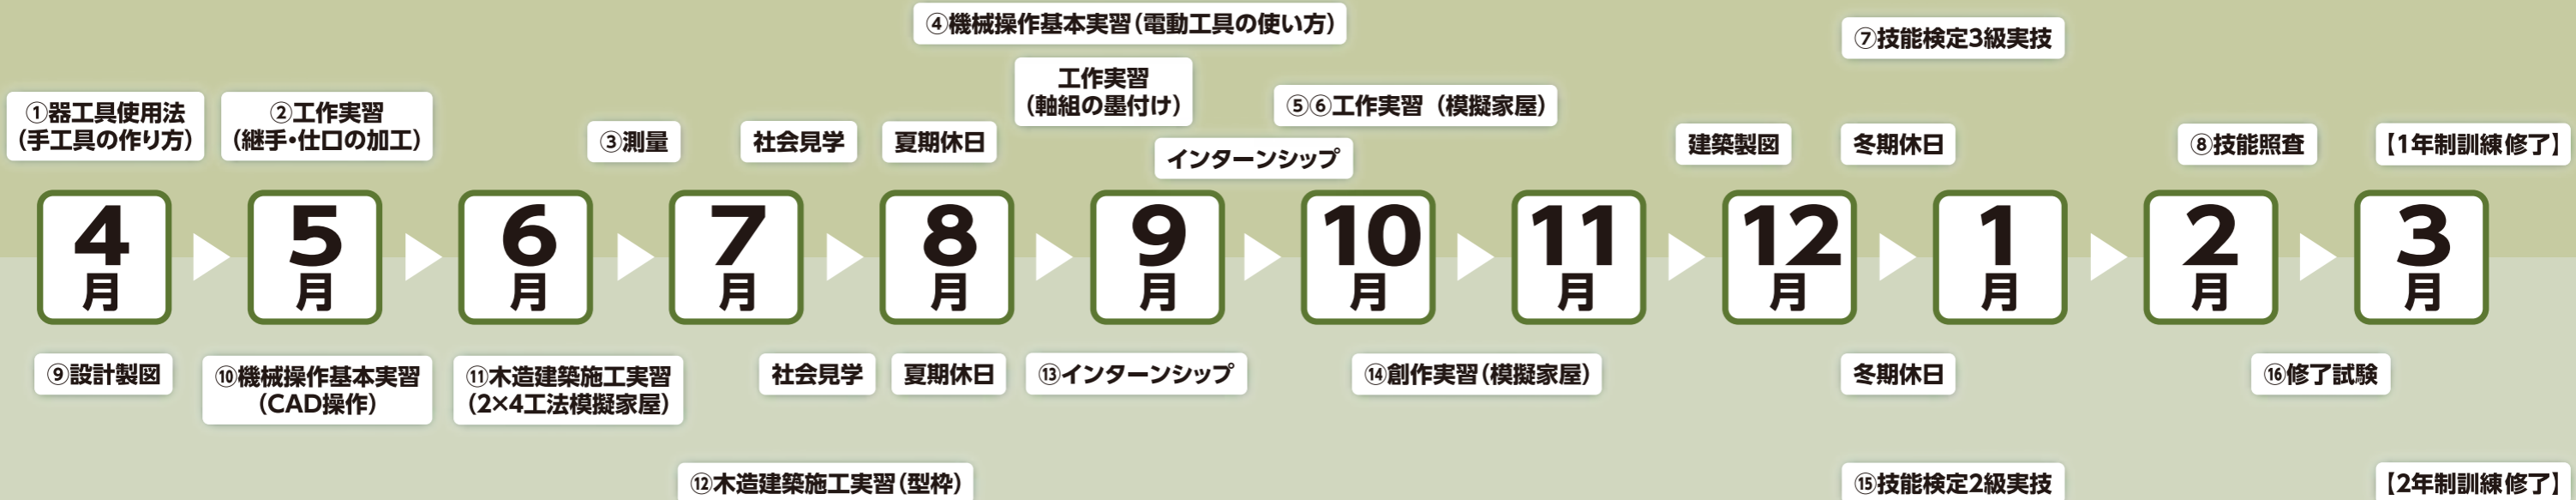 ④機械操作基本実習（電動工具の使い方）
⑦技能検定3級実技
工作実習
（軸組の墨付け）
①器工具使用法
（手工具の作り方）
②工作実習
（継手・仕口の加工）
⑤⑥工作実習（模擬家屋）
③測量
社会見学
夏期休日
インターンシップ
建築製図
冬期休日
⑧技能照査
【1年制訓練修了】
4月
5月
6月
7月
8月
9月
10月
11月
12月
1月
2月
3月
⑨設計製図
⑩機械操作基本実習
（CAD操作）
⑪木造建築施工実習
（2×4工法模擬家屋）
社会見学
夏期休日
⑬インターンシップ
⑭創作実習（模擬家屋）
冬期休日
⑯修了試験
⑫木造建築施工実習（型枠）
⑮技能検定2級実技
【2年制訓練修了】